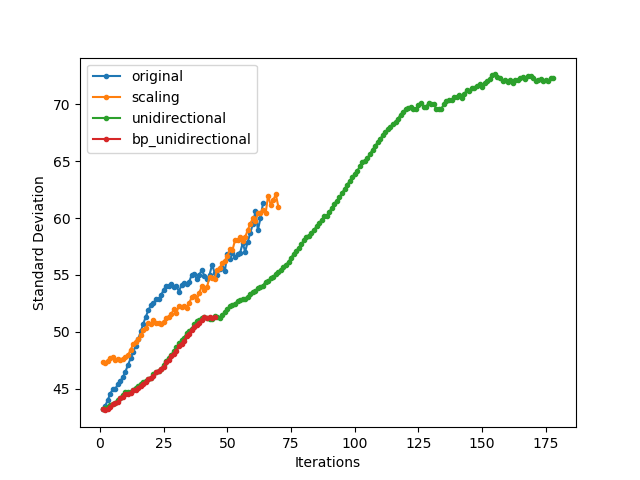 original
scaling
unidirectional
bp_unidirectional
70
65
60
55
50
45
Standard Deviation
0 25 50 75 100 125 150 175
Iterations